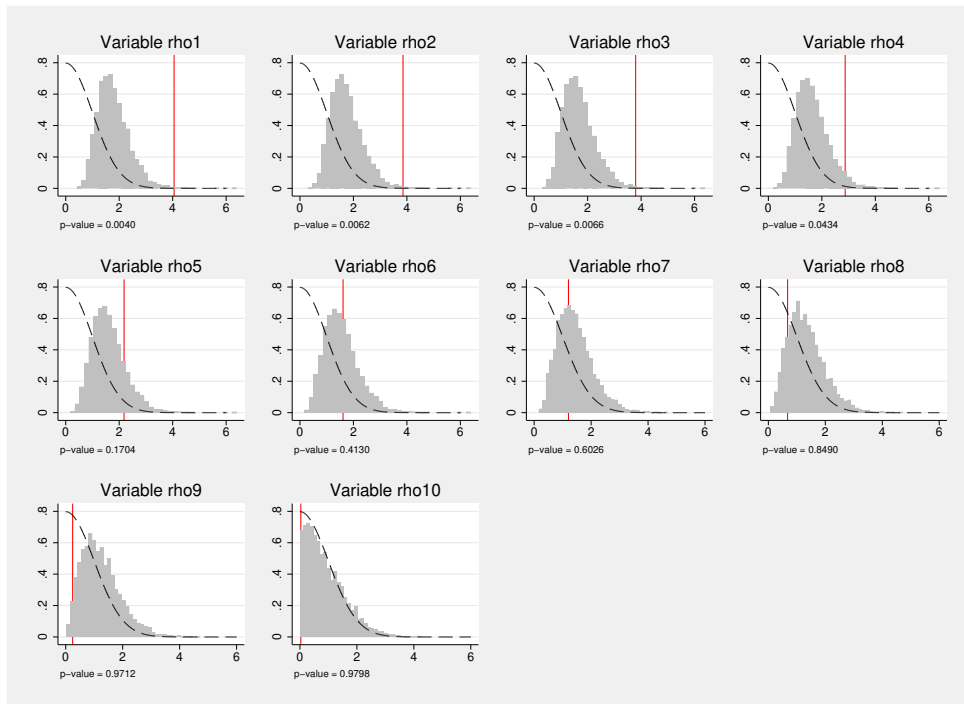 Variable rho1
.8
.6
.4
.2
0
0 2 4 6
p−value = 0.0040
Variable rho2
.8
.6
.4
.2
0
0 2 4 6
p−value = 0.0062
Variable rho3
.8
.6
.4
.2
0
0 2 4 6
p−value = 0.0066
Variable rho4
.8
.6
.4
.2
0
0 2 4 6
p−value = 0.0434
Variable rho5
.8
.6
.4
.2
0
0 2 4 6
p−value = 0.1704
Variable rho6
.8
.6
.4
.2
0
0 2 4 6
p−value = 0.4130
Variable rho7
.8
.6
.4
.2
0
0 2 4 6
p−value = 0.6026
Variable rho8
.8
.6
.4
.2
0
0 2 4 6
p−value = 0.8490
Variable rho9
.8
.6
.4
.2
0
0 2 4 6
p−value = 0.9712
Variable rho10
.8
.6
.4
.2
0
0 2 4 6
p−value = 0.9798